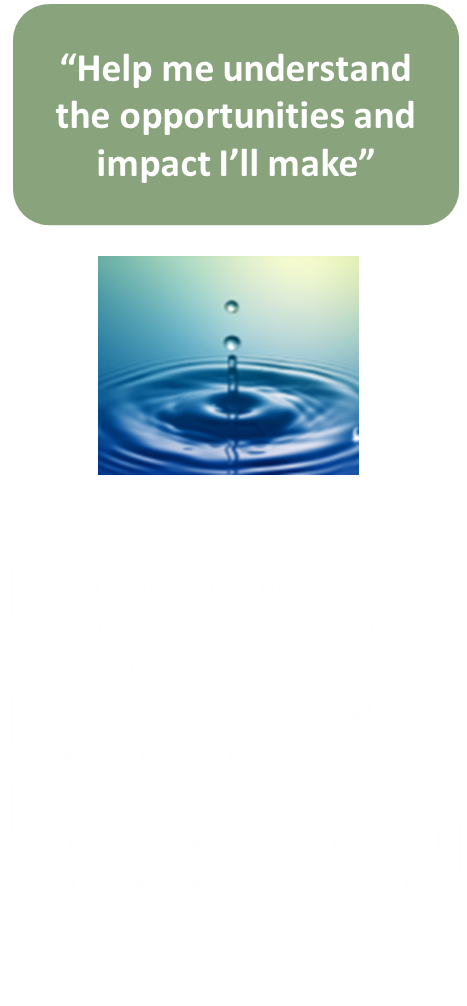 “Help me understand
the opportunities and
impact I’ll make”